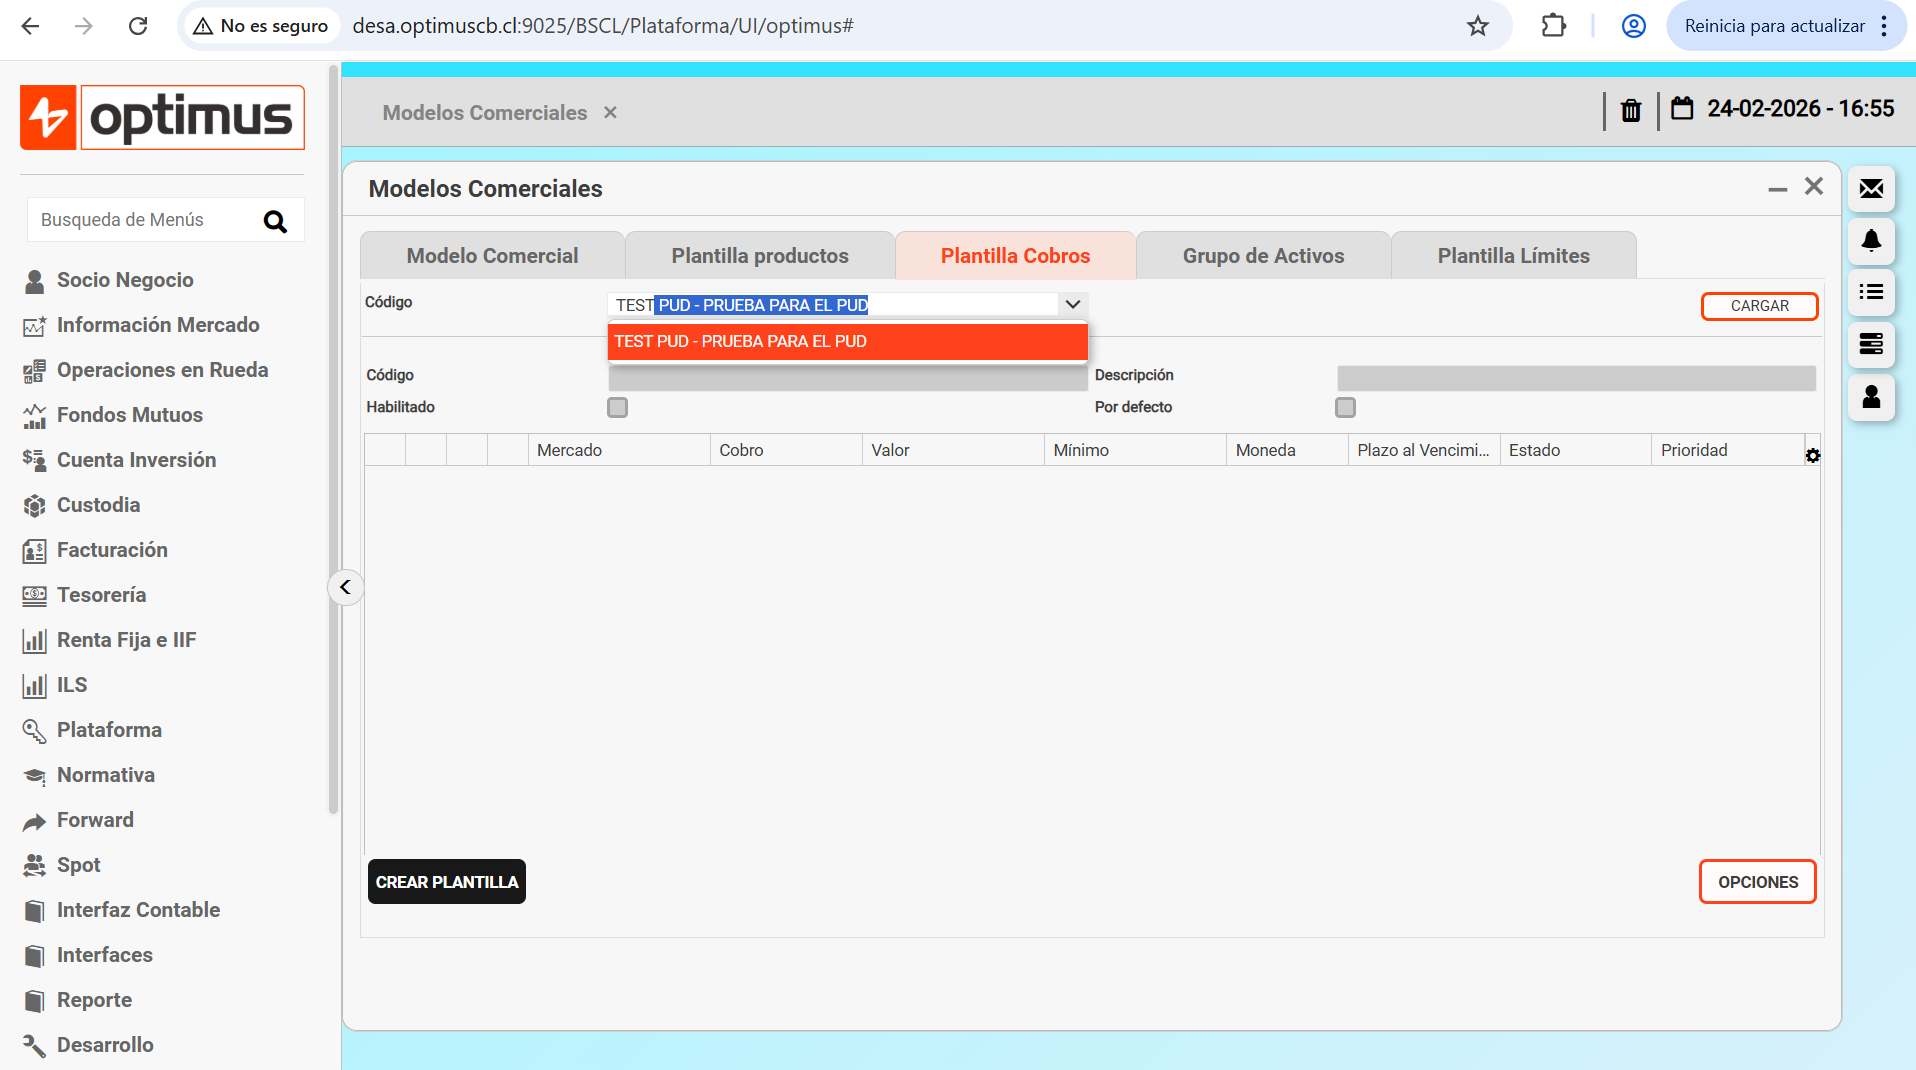 No es seguro
desa.optimuscb.cl:9025/BSCL/Plataforma/UI/optimus#
Reinicia para actualizar
optimus
Modelos Comerciales
24-02-2026 - 16:55
Busqueda de Menús
Socio Negocio
Información Mercado
Operaciones en Rueda
Fondos Mutuos
Cuenta Inversión
Custodia
Facturación
Tesorería
Renta Fija e IIF
ILS
Plataforma
Normativa
Forward
Spot
Interfaz Contable
Interfaces
Reporte
Desarrollo
Modelos Comerciales
Modelo Comercial
Plantilla productos
Plantilla Cobros
Grupo de Activos
Plantilla Límites
Código
TEST PUD - PRUEBA PARA EL PUD
CARGAR
TEST PUD - PRUEBA PARA EL PUD
Código
Descripción
Habilitado
Por defecto
Mercado
Cobro
Valor
Mínimo
Moneda
Plazo al Vencimi...
Estado
Prioridad
CREAR PLANTILLA
OPCIONES